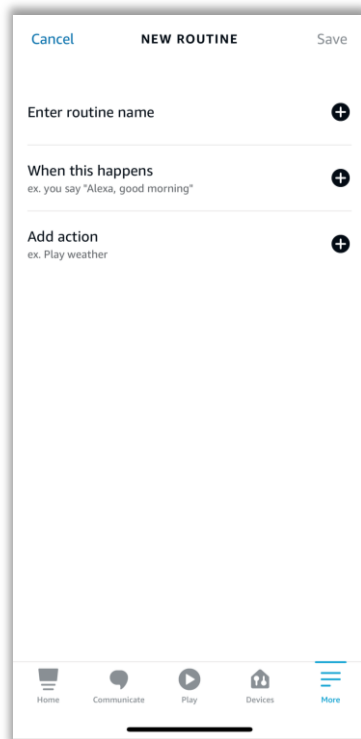 Cancel NEW ROUTINE Save
Enter routine name
When this happens
ex. you say "Alexa, good morning"
Add action
ex. Play weather
Home Communicate Play Devices More